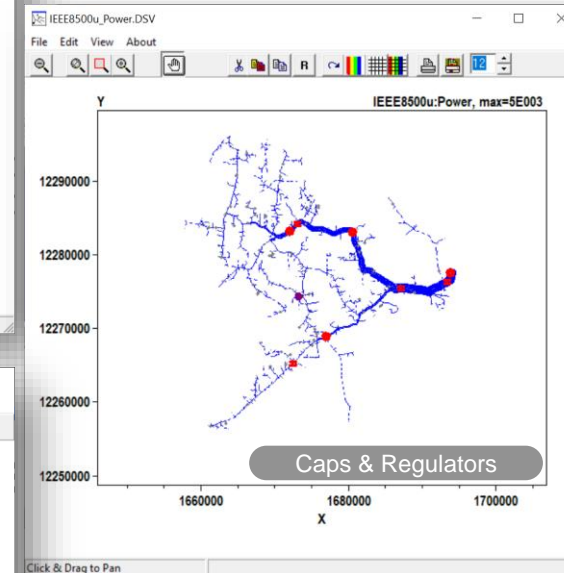 IEEE8500u_Power.DSV
File Edit View About
R
12
Y
IEEE8500u:Power, max=5E003
12290000
12280000
12270000
12260000
12250000
Caps & Regulators
1660000 1680000 1700000
X
Click & Drag to Pan